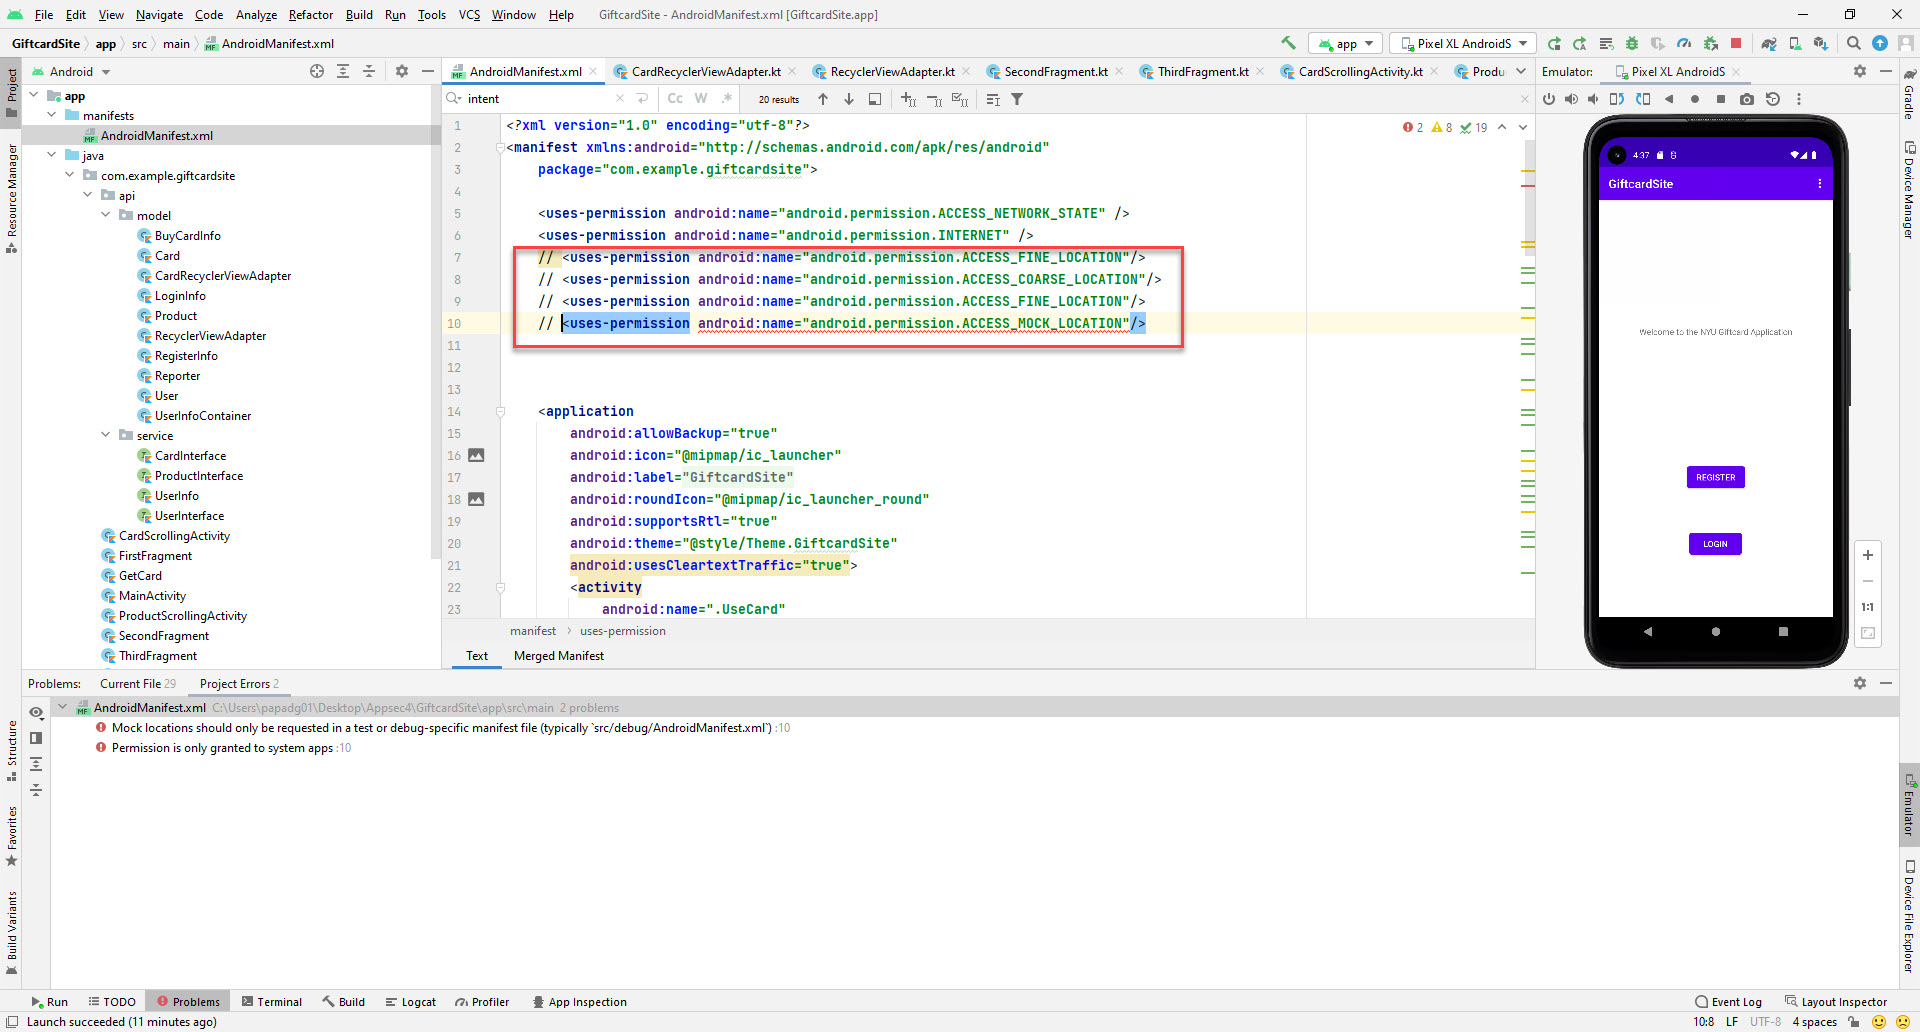 File Edit View Navigate Code Analyze Refactor Build Run Tools VCS Window Help GiftcardSite - AndroidManifest.xml [GiftcardSite.app]
GiftcardSite app src main AndroidManifest.xml app Pixel XL AndroidS
Android AndroidManifest.xml CardRecyclerViewAdapter.kt RecyclerViewAdapter.kt SecondFragment.kt ThirdFragment.kt CardScrollingActivity.kt Produ Emulator: Pixel XL AndroidS
intent Cc W .* 20 results
Project
Resource Manager
Structure
Favorites
Build Variants
app
manifests
AndroidManifest.xml
java
com.example.giftcardsite
api
model
BuyCardInfo
Card
CardRecyclerViewAdapter
LoginInfo
Product
RecyclerViewAdapter
RegisterInfo
Reporter
User
UserInfoContainer
service
CardInterface
ProductInterface
UserInfo
UserInterface
CardScrollingActivity
FirstFragment
GetCard
MainActivity
ProductScrollingActivity
SecondFragment
ThirdFragment
1 <?xml version="1.0" encoding="utf-8"?>
2 <manifest xmlns:android="http://schemas.android.com/apk/res/android"
3 package="com.example.giftcardsite">
4
5 <uses-permission android:name="android.permission.ACCESS_NETWORK_STATE" />
6 <uses-permission android:name="android.permission.INTERNET" />
7 // <uses-permission android:name="android.permission.ACCESS_FINE_LOCATION"/>
8 // <uses-permission android:name="android.permission.ACCESS_COARSE_LOCATION"/>
9 // <uses-permission android:name="android.permission.ACCESS_FINE_LOCATION"/>
10 // <uses-permission android:name="android.permission.ACCESS_MOCK_LOCATION"/>
11
12
13
14 <application
15 android:allowBackup="true"
16 android:icon="@mipmap/ic_launcher"
17 android:label="GiftcardSite"
18 android:roundIcon="@mipmap/ic_launcher_round"
19 android:supportsRtl="true"
20 android:theme="@style/Theme.GiftcardSite"
21 android:usesCleartextTraffic="true">
22 <activity
23 android:name=".UseCard"
2 8 19
manifest uses-permission
Text Merged Manifest
4:37
GiftcardSite
Welcome to the NYU Giftcard Application
REGISTER
LOGIN
1:1
Gradle
Device Manager
Emulator
Device File Explorer
Problems: Current File 29 Project Errors 2
AndroidManifest.xml C:\Users\papadg01\Desktop\Appsec4\GiftcardSite\app\src\main 2 problems
Mock locations should only be requested in a test or debug-specific manifest file (typically `src/debug/AndroidManifest.xml`) :10
Permission is only granted to system apps :10
Run TODO Problems Terminal Build Logcat Profiler App Inspection Event Log Layout Inspector
Launch succeeded (11 minutes ago) 10:8 LF UTF-8 4 spaces